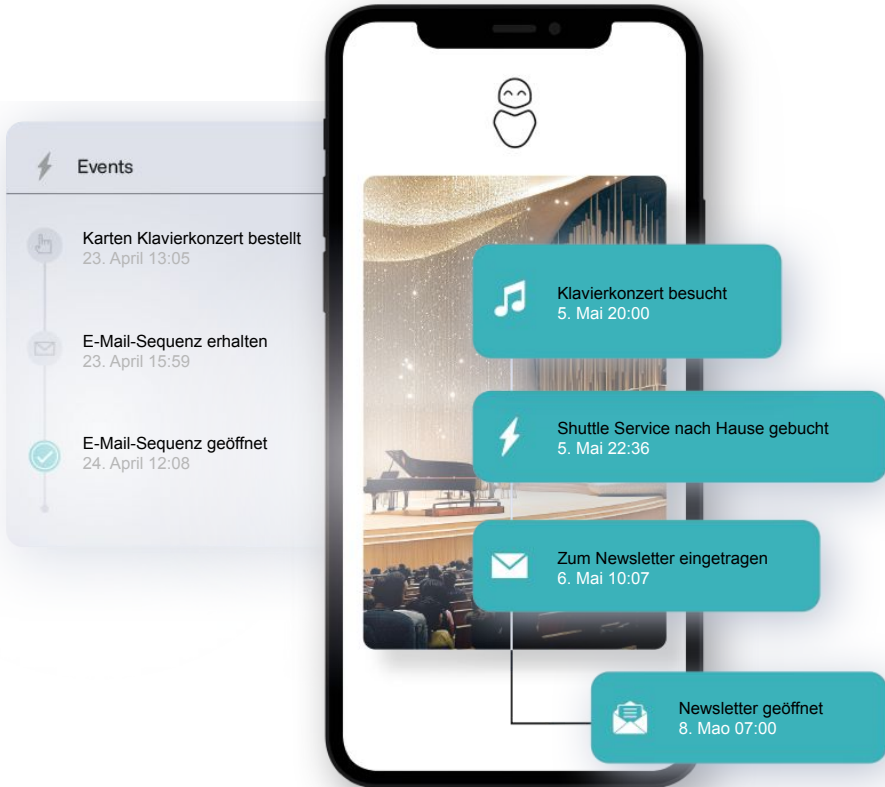 Events
Karten Klavierkonzert bestellt
23. April 13:05
E-Mail-Sequenz erhalten
23. April 15:59
E-Mail-Sequenz geöffnet
24. April 12:08
Klavierkonzert besucht
5. Mai 20:00
Shuttle Service nach Hause gebucht
5. Mai 22:36
Zum Newsletter eingetragen
6. Mai 10:07
Newsletter geöffnet
8. Mao 07:00